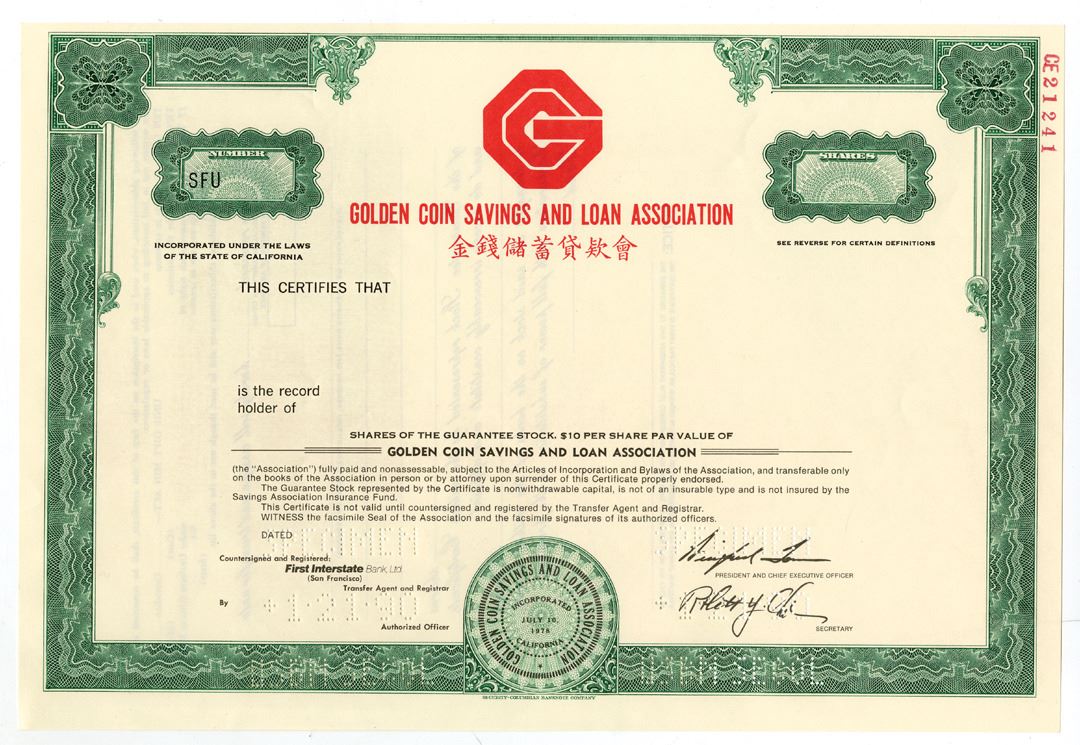 CE21241
NUMBER
SFU
SHARES
GOLDEN COIN SAVINGS AND LOAN ASSOCIATION
金錢儲蓄貸欵會
INCORPORATED UNDER THE LAWS
OF THE STATE OF CALIFORNIA
SEE REVERSE FOR CERTAIN DEFINITIONS
THIS CERTIFIES THAT
is the record
holder of
SHARES OF THE GUARANTEE STOCK, $10 PER SHARE PAR VALUE OF
GOLDEN COIN SAVINGS AND LOAN ASSOCIATION
(the "Association") fully paid and nonassessable, subject to the Articles of Incorporation and Bylaws of the Association, and transferable only
on the books of the Association in person or by attorney upon surrender of this Certificate properly endorsed.
The Guarantee Stock represented by the Certificate is nonwithdrawable capital, is not of an insurable type and is not insured by the
Savings Association Insurance Fund.
This Certificate is not valid until countersigned and registered by the Transfer Agent and Registrar.
WITNESS the facsimile Seal of the Association and the facsimile signatures of its authorized officers.
DATED
SPECIMEN
Countersigned and Registered:
First Interstate Bank, Ltd.
(San Francisco)
Transfer Agent and Registrar
By
Authorized Officer
GOLDEN COIN SAVINGS AND LOAN ASSOCIATION
INCORPORATED
JULY 10,
1978
CALIFORNIA
PRESIDENT AND CHIEF EXECUTIVE OFFICER
SECRETARY
SECURITY-COLUMBIAN BANKNOTE COMPANY